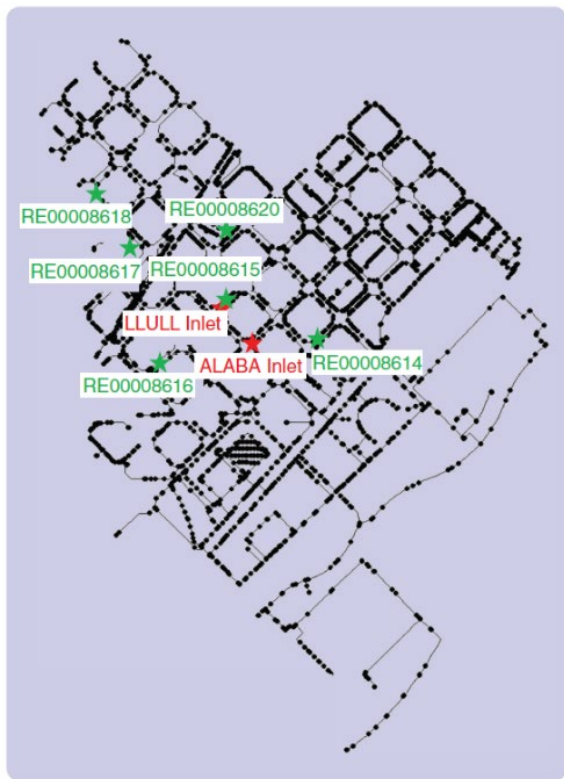 RE00008618
RE00008620
RE00008617
RE00008615
LLULL Inlet
ALABA Inlet
RE00008614
RE00008616